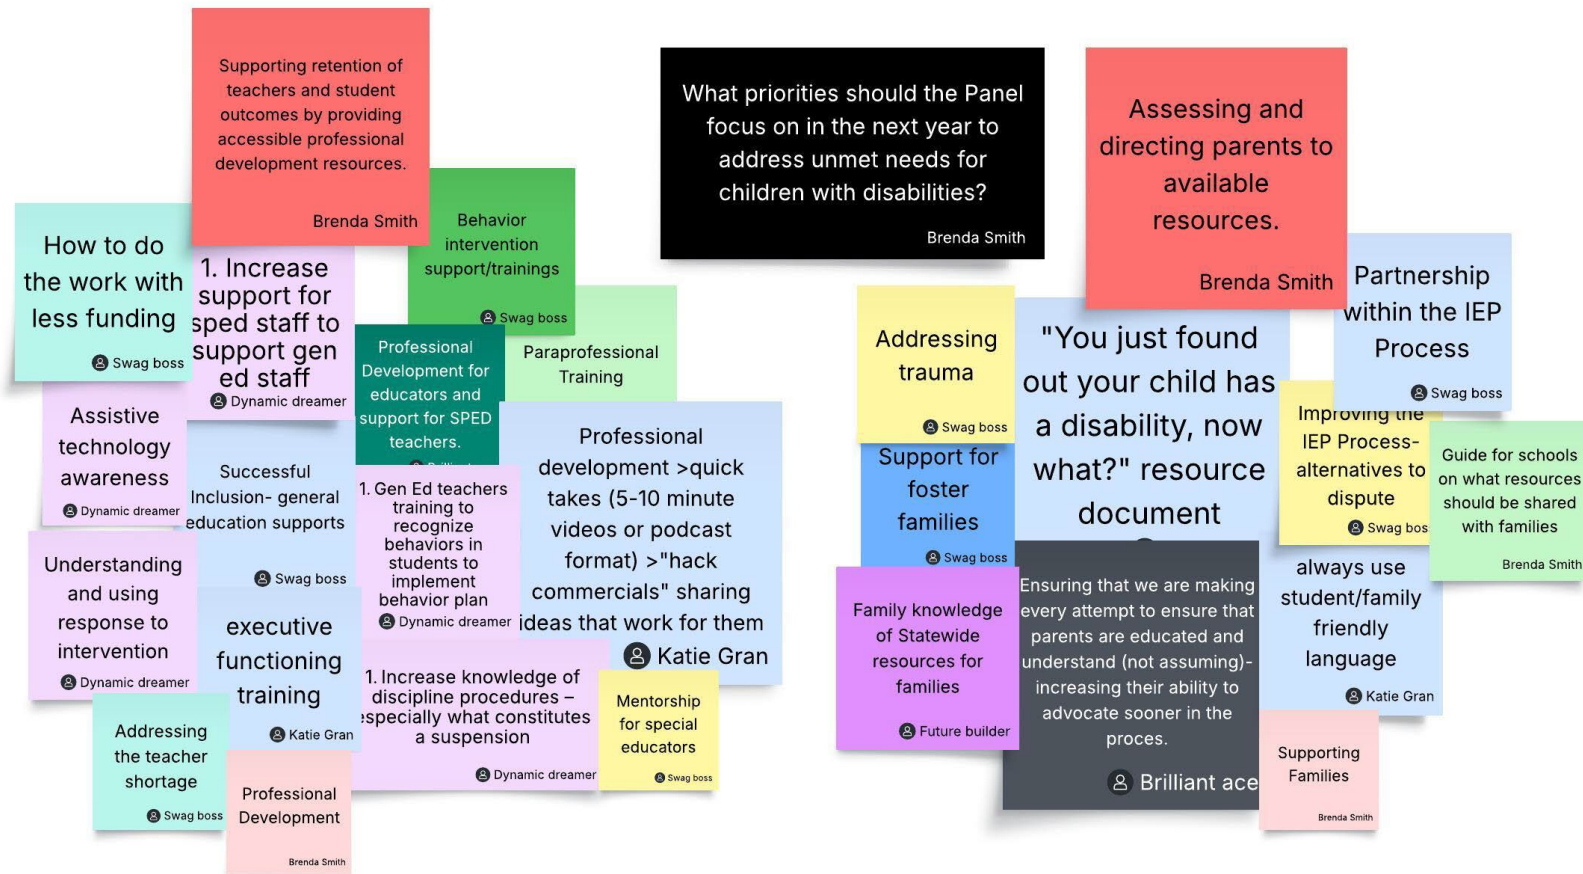 Supporting retention of
teachers and student
outcomes by providing
accessible professional
development resources.
Brenda Smith
What priorities should the Panel
focus on in the next year to
address unmet needs for
children with disabilities?
Brenda Smith
Assessing and
directing parents to
available
resources.
Brenda Smith
How to do
the work with
less funding
Swag boss
1. Increase
support for
sped staff to
support gen
ed staff
Dynamic dreamer
Behavior
intervention
support/trainings
Swag boss
Professional
Development for
educators and
support for SPED
teachers.
Paraprofessional
Training
Assistive
technology
awareness
Dynamic dreamer
Successful
Inclusion- general
education supports
Swag boss
1. Gen Ed teachers
training to
recognize
behaviors in
students to
implement
behavior plan
Dynamic dreamer
Professional
development >quick
takes (5-10 minute
videos or podcast
format) >"hack
commercials" sharing
ideas that work for them
Katie Gran
Understanding
and using
response to
intervention
Dynamic dreamer
executive
functioning
training
Katie Gran
1. Increase knowledge of
discipline procedures –
especially what constitutes
a suspension
Dynamic dreamer
Mentorship
for special
educators
Swag boss
Addressing
the teacher
shortage
Swag boss
Professional
Development
Brenda Smith
Addressing
trauma
Swag boss
"You just found
out your child has
a disability, now
what?" resource
document
Partnership
within the IEP
Process
Swag boss
Support for
foster
families
Swag boss
Improving the
IEP Process-
alternatives to
dispute
Swag bos
Guide for schools
on what resources
should be shared
with families
Brenda Smith
Family knowledge
of Statewide
resources for
families
Future builder
Ensuring that we are making
every attempt to ensure that
parents are educated and
understand (not assuming)-
increasing their ability to
advocate sooner in the
proces.
Brilliant ace
always use
student/family
friendly
language
Katie Gran
Supporting
Families
Brenda Smith